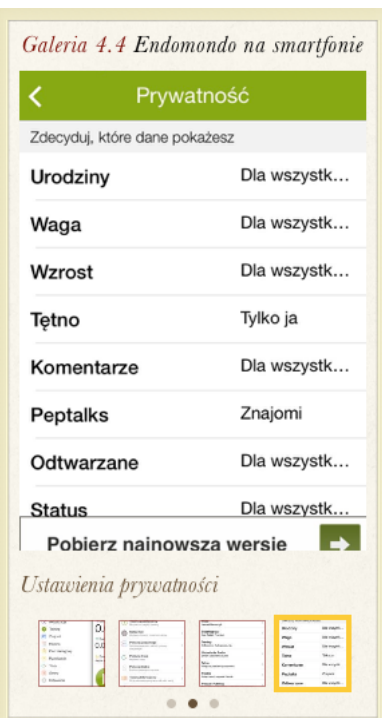 Galeria 4.4 Endomondo na smartfonie
Prywatność
Zdecyduj, które dane pokażesz
Urodziny Dla wszystk...
Waga Dla wszystk...
Wzrost Dla wszystk...
Tętno Tylko ja
Komentarze Dla wszystk...
Peptalks Znajomi
Odtwarzane Dla wszystk...
Status Dla wszystk...
Pobierz najnowszą wersję
Ustawienia prywatności